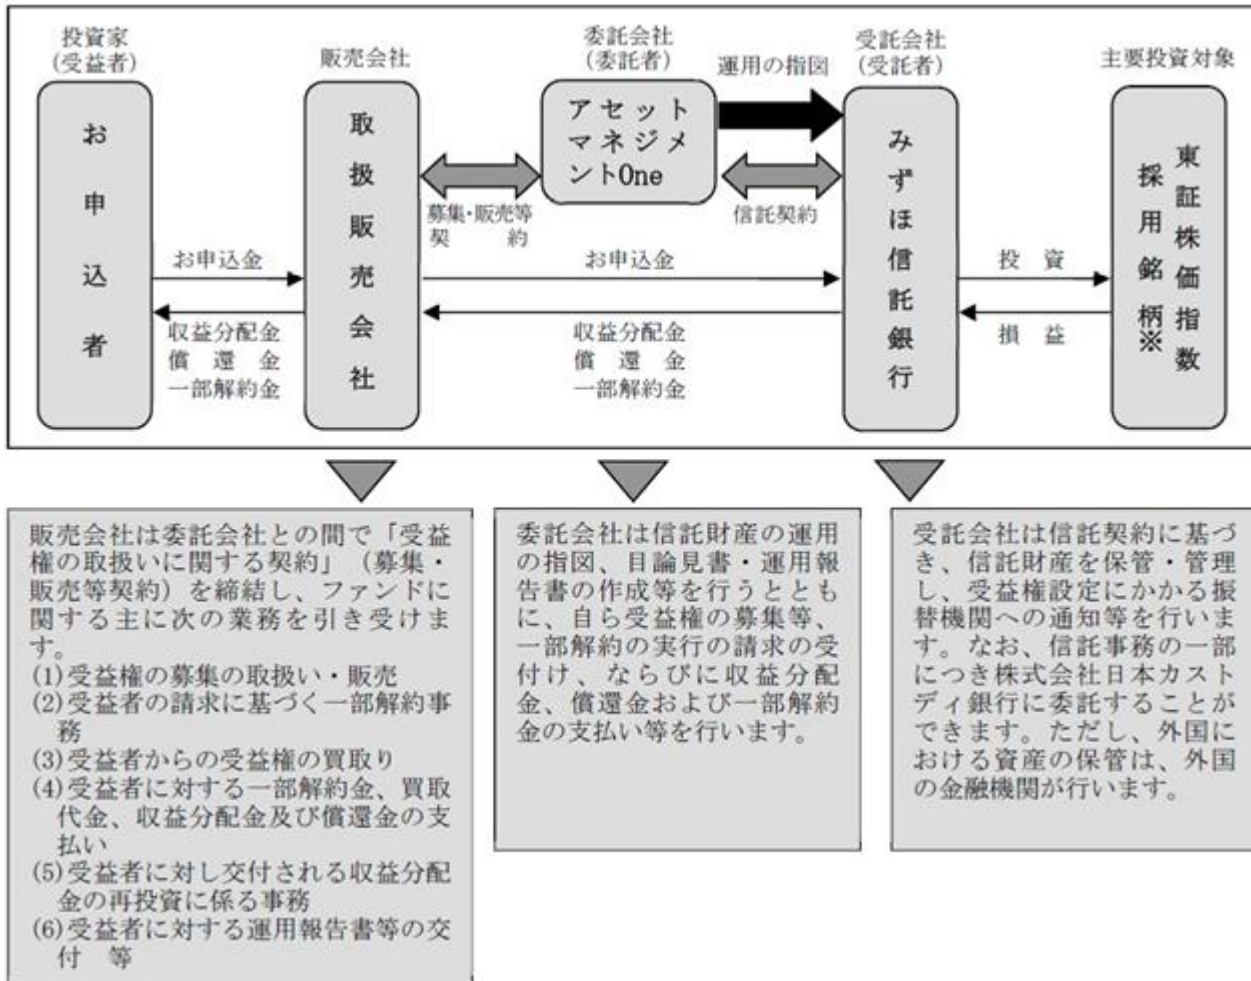 投資家
(受益者)
販売会社
委託会社
(委託者)
運用の指図
受託会社
(受託者)
主要投資対象
お申込者
取扱販売会社
アセット
マネジメ
ントOne
みずほ信託銀行
東証株価指数
採用銘柄※
募集・販売等
契約
信託契約
お申込金
お申込金
投資
収益分配金
償還金
一部解約金
収益分配金
償還金
一部解約金
損益
販売会社は委託会社との間で「受益
権の取扱いに関する契約」(募集・
販売等契約)を締結し、ファンドに
関する主に次の業務を引き受けま
す。
(1)受益権の募集の取扱い・販売
(2)受益者の請求に基づく一部解約事
務
(3)受益者からの受益権の買取り
(4)受益者に対する一部解約金、買取
代金、収益分配金及び償還金の支
払い
(5)受益者に対し交付される収益分配
金の再投資に係る事務
(6)受益者に対する運用報告書等の交
付 等
委託会社は信託財産の運用
の指図、目論見書・運用報
告書の作成等を行うととも
に、自ら受益権の募集等、
一部解約の実行の請求の受
付け、ならびに収益分配
金、償還金および一部解約
金の支払い等を行います。
受託会社は信託契約に基づ
き、信託財産を保管・管理
し、受益権設定にかかる振
替機関への通知等を行いま
す。なお、信託事務の一部
につき株式会社日本カスト
ディ銀行に委託することが
できます。ただし、外国に
おける資産の保管は、外国
の金融機関が行います。